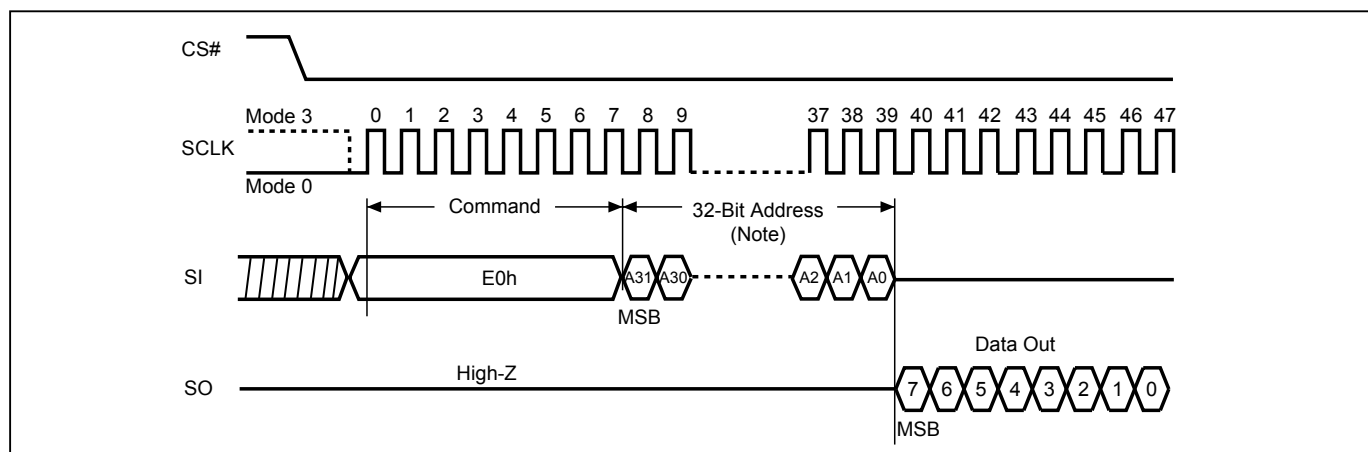 CS#
Mode 3
0 1 2 3 4 5 6 7 8 9 37 38 39 40 41 42 43 44 45 46 47
SCLK
Mode 0
Command
32-Bit Address
(Note)
SI
E0h
A31 A30 A2 A1 A0
MSB
Data Out
High-Z
SO
7 6 5 4 3 2 1 0
MSB